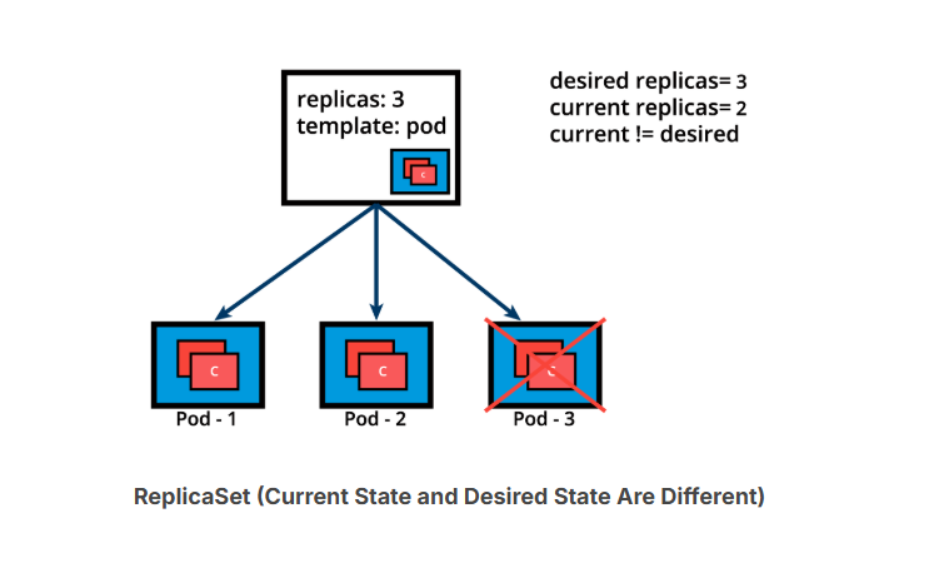 replicas: 3
template: pod
C
desired replicas= 3
current replicas= 2
current != desired
C
C
C
Pod - 1
Pod - 2
Pod - 3
ReplicaSet (Current State and Desired State Are Different)